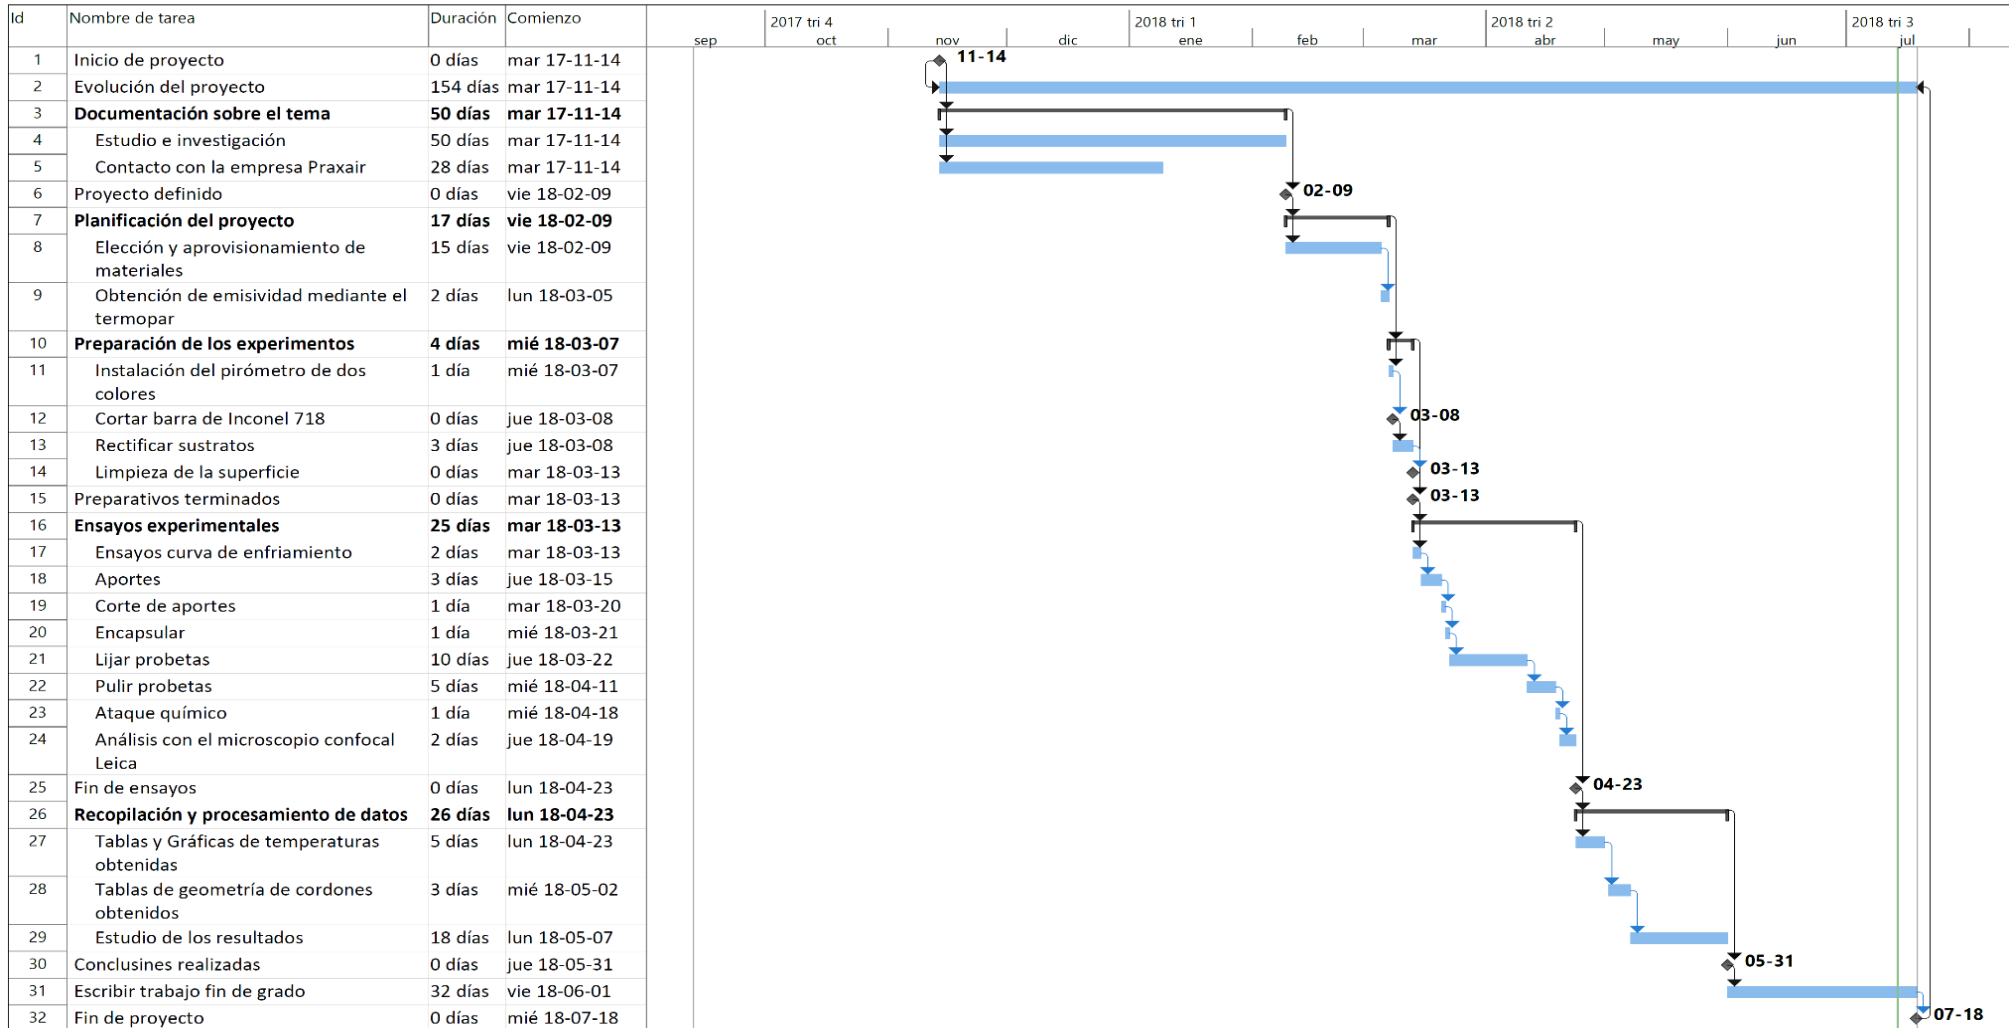 Id Nombre de tarea Duración Comienzo
2017 tri 4 2018 tri 1 2018 tri 2 2018 tri 3
sep oct nov dic ene feb mar abr may jun jul
1 Inicio de proyecto 0 días mar 17-11-14 11-14
2 Evolución del proyecto 154 días mar 17-11-14
3 Documentación sobre el tema 50 días mar 17-11-14
4 Estudio e investigación 50 días mar 17-11-14
5 Contacto con la empresa Praxair 28 días mar 17-11-14
6 Proyecto definido 0 días vie 18-02-09 02-09
7 Planificación del proyecto 17 días vie 18-02-09
8 Elección y aprovisionamiento de 15 días vie 18-02-09
materiales
9 Obtención de emisividad mediante el 2 días lun 18-03-05
termopar
10 Preparación de los experimentos 4 días mié 18-03-07
11 Instalación del pirómetro de dos 1 día mié 18-03-07
colores
12 Cortar barra de Inconel 718 0 días jue 18-03-08 03-08
13 Rectificar sustratos 3 días jue 18-03-08
14 Limpieza de la superficie 0 días mar 18-03-13 03-13
15 Preparativos terminados 0 días mar 18-03-13 03-13
16 Ensayos experimentales 25 días mar 18-03-13
17 Ensayos curva de enfriamiento 2 días mar 18-03-13
18 Aportes 3 días jue 18-03-15
19 Corte de aportes 1 día mar 18-03-20
20 Encapsular 1 día mié 18-03-21
21 Lijar probetas 10 días jue 18-03-22
22 Pulir probetas 5 días mié 18-04-11
23 Ataque químico 1 día mié 18-04-18
24 Análisis con el microscopio confocal 2 días jue 18-04-19
Leica
25 Fin de ensayos 0 días lun 18-04-23 04-23
26 Recopilación y procesamiento de datos 26 días lun 18-04-23
27 Tablas y Gráficas de temperaturas 5 días lun 18-04-23
obtenidas
28 Tablas de geometría de cordones 3 días mié 18-05-02
obtenidos
29 Estudio de los resultados 18 días lun 18-05-07
30 Conclusines realizadas 0 días jue 18-05-31 05-31
31 Escribir trabajo fin de grado 32 días vie 18-06-01
32 Fin de proyecto 0 días mié 18-07-18 07-18